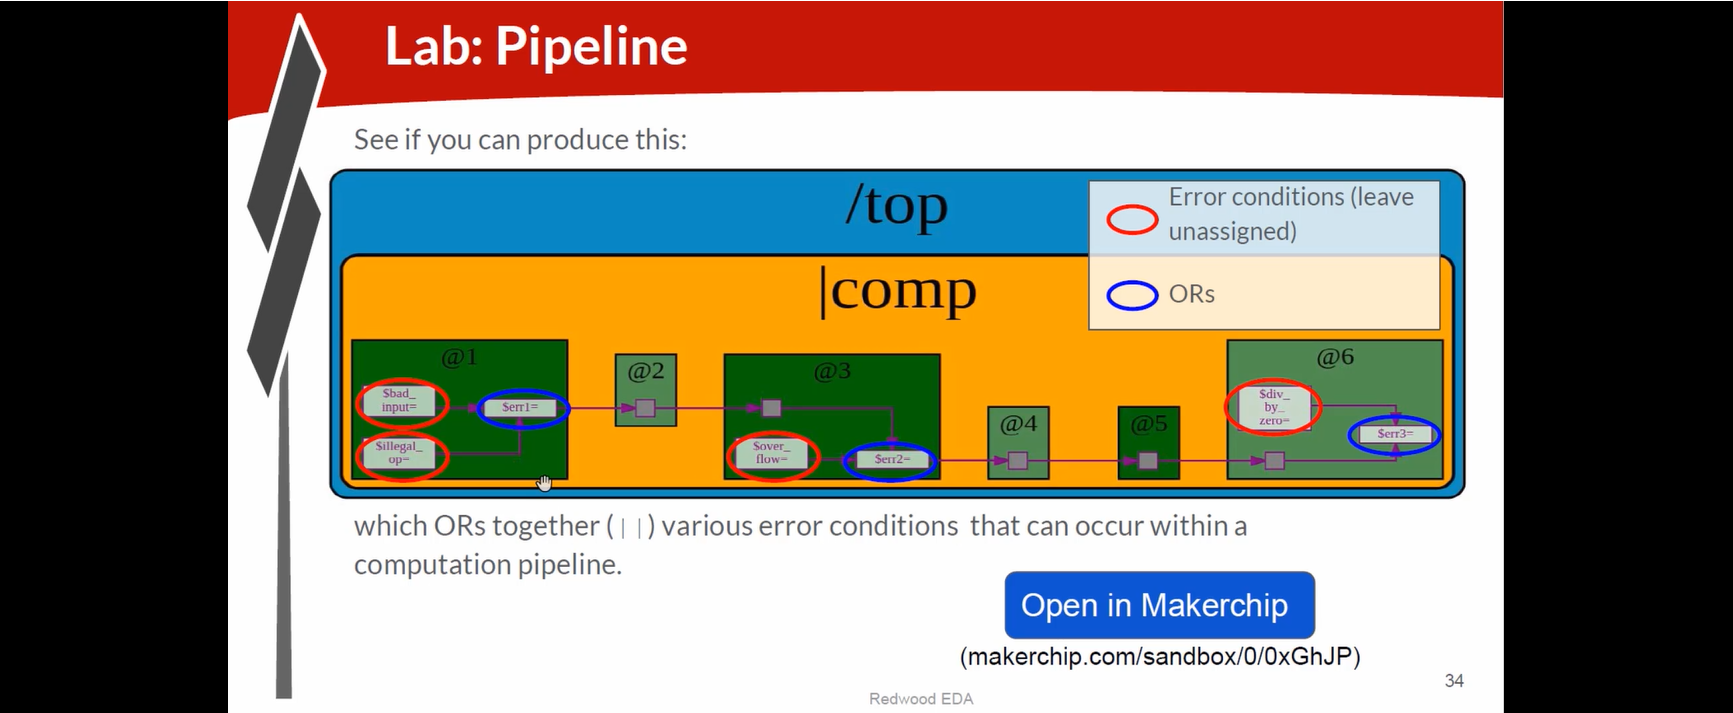 Lab: Pipeline
See if you can produce this:
/top
Error conditions (leave
unassigned)
ORs
|comp
@1
$bad_
input=
$err1=
$illegal_
op=
@2
@3
$over_
flow=
$err2=
@4
@5
@6
$div_
by_
zero=
$err3=
which ORs together (||) various error conditions that can occur within a
computation pipeline.
Open in Makerchip
(makerchip.com/sandbox/0/0xGhJP)
34
Redwood EDA